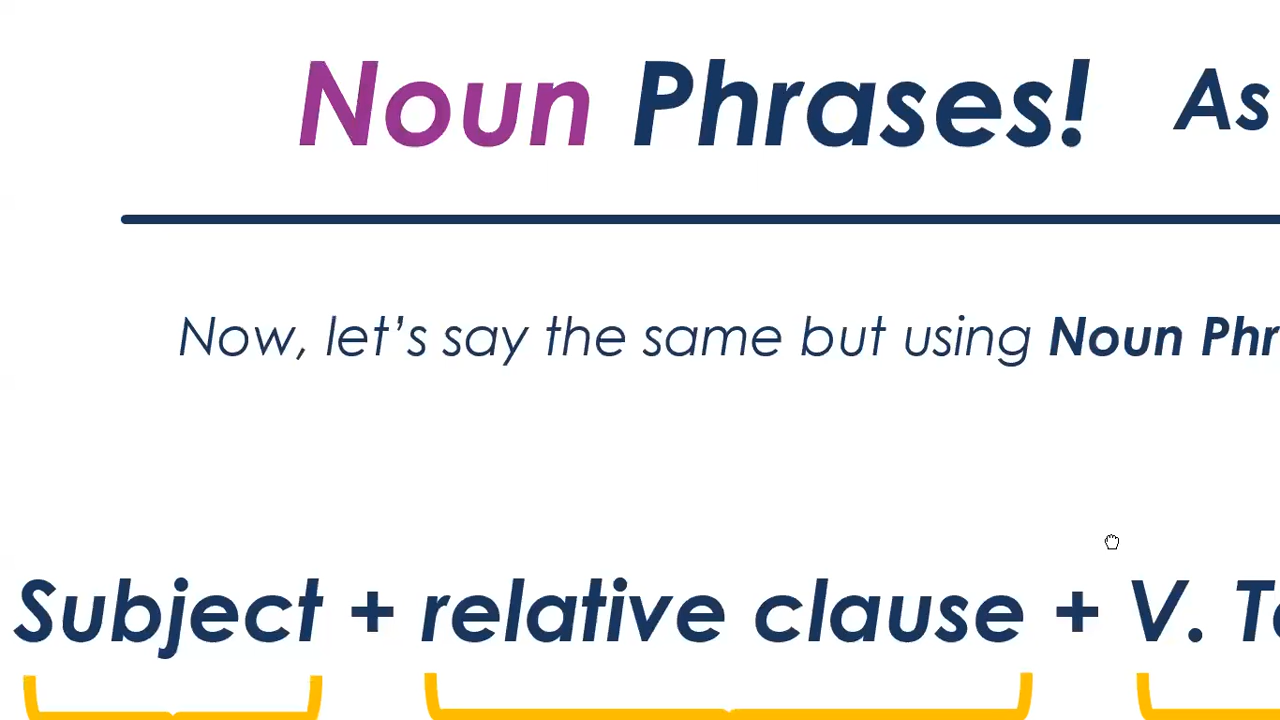 Noun Phrases! As
Now, let's say the same but using Noun Phr
Subject + relative clause + V. T